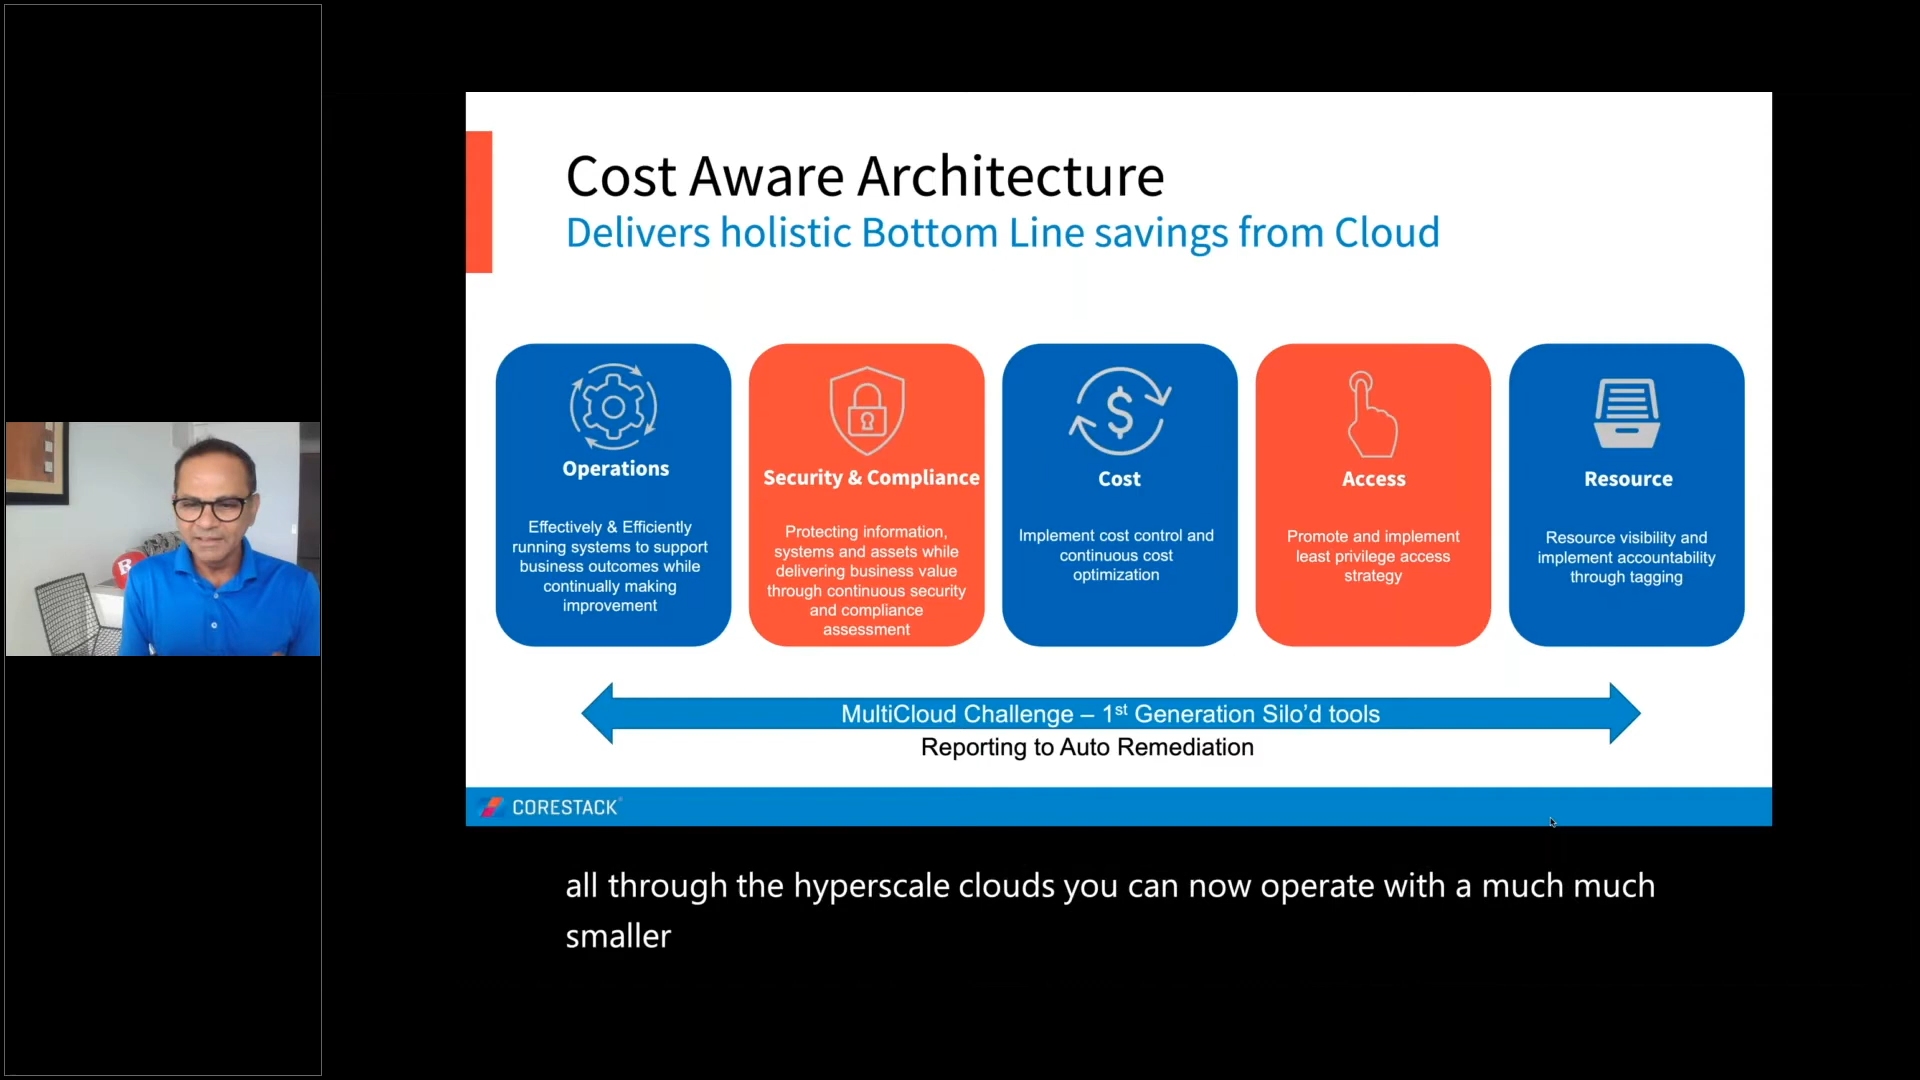 Cost Aware Architecture
Delivers holistic Bottom Line savings from Cloud
Operations
Effectively & Efficiently
running systems to support
business outcomes while
continually making
improvement
Security & Compliance
Protecting information,
systems and assets while
delivering business value
through continuous security
and compliance
assessment
Cost
Implement cost control and
continuous cost
optimization
Access
Promote and implement
least privilege access
strategy
Resource
Resource visibility and
implement accountability
through tagging
MultiCloud Challenge – 1st Generation Silo’d tools
Reporting to Auto Remediation
CORESTACK
all through the hyperscale clouds you can now operate with a much much
smaller
R